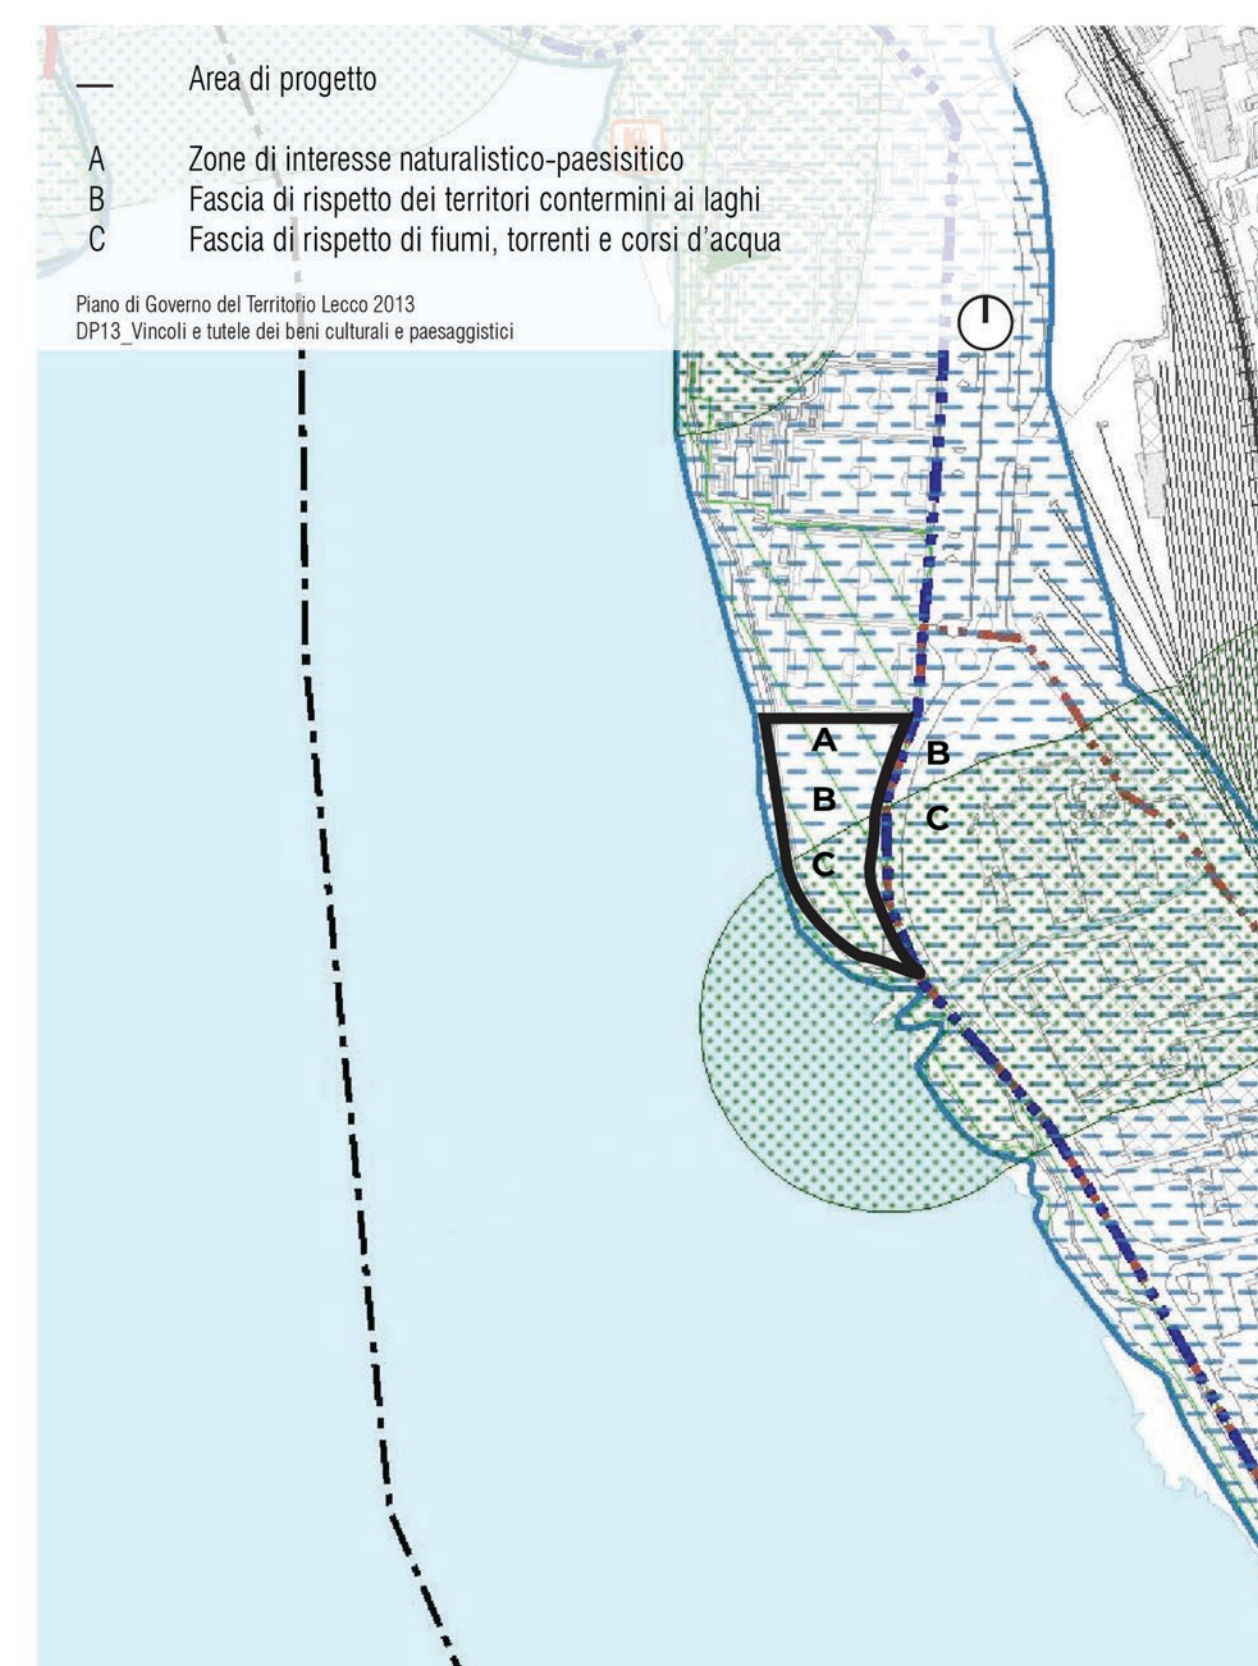 Area di progetto
A Zone di interesse naturalistico-paesisitico
B Fascia di rispetto dei territori contermini ai laghi
C Fascia di rispetto di fiumi, torrenti e corsi d'acqua
Piano di Governo del Territorio Lecco 2013
DP13_Vincoli e tutele dei beni culturali e paesaggistici
A
B
B
C
C